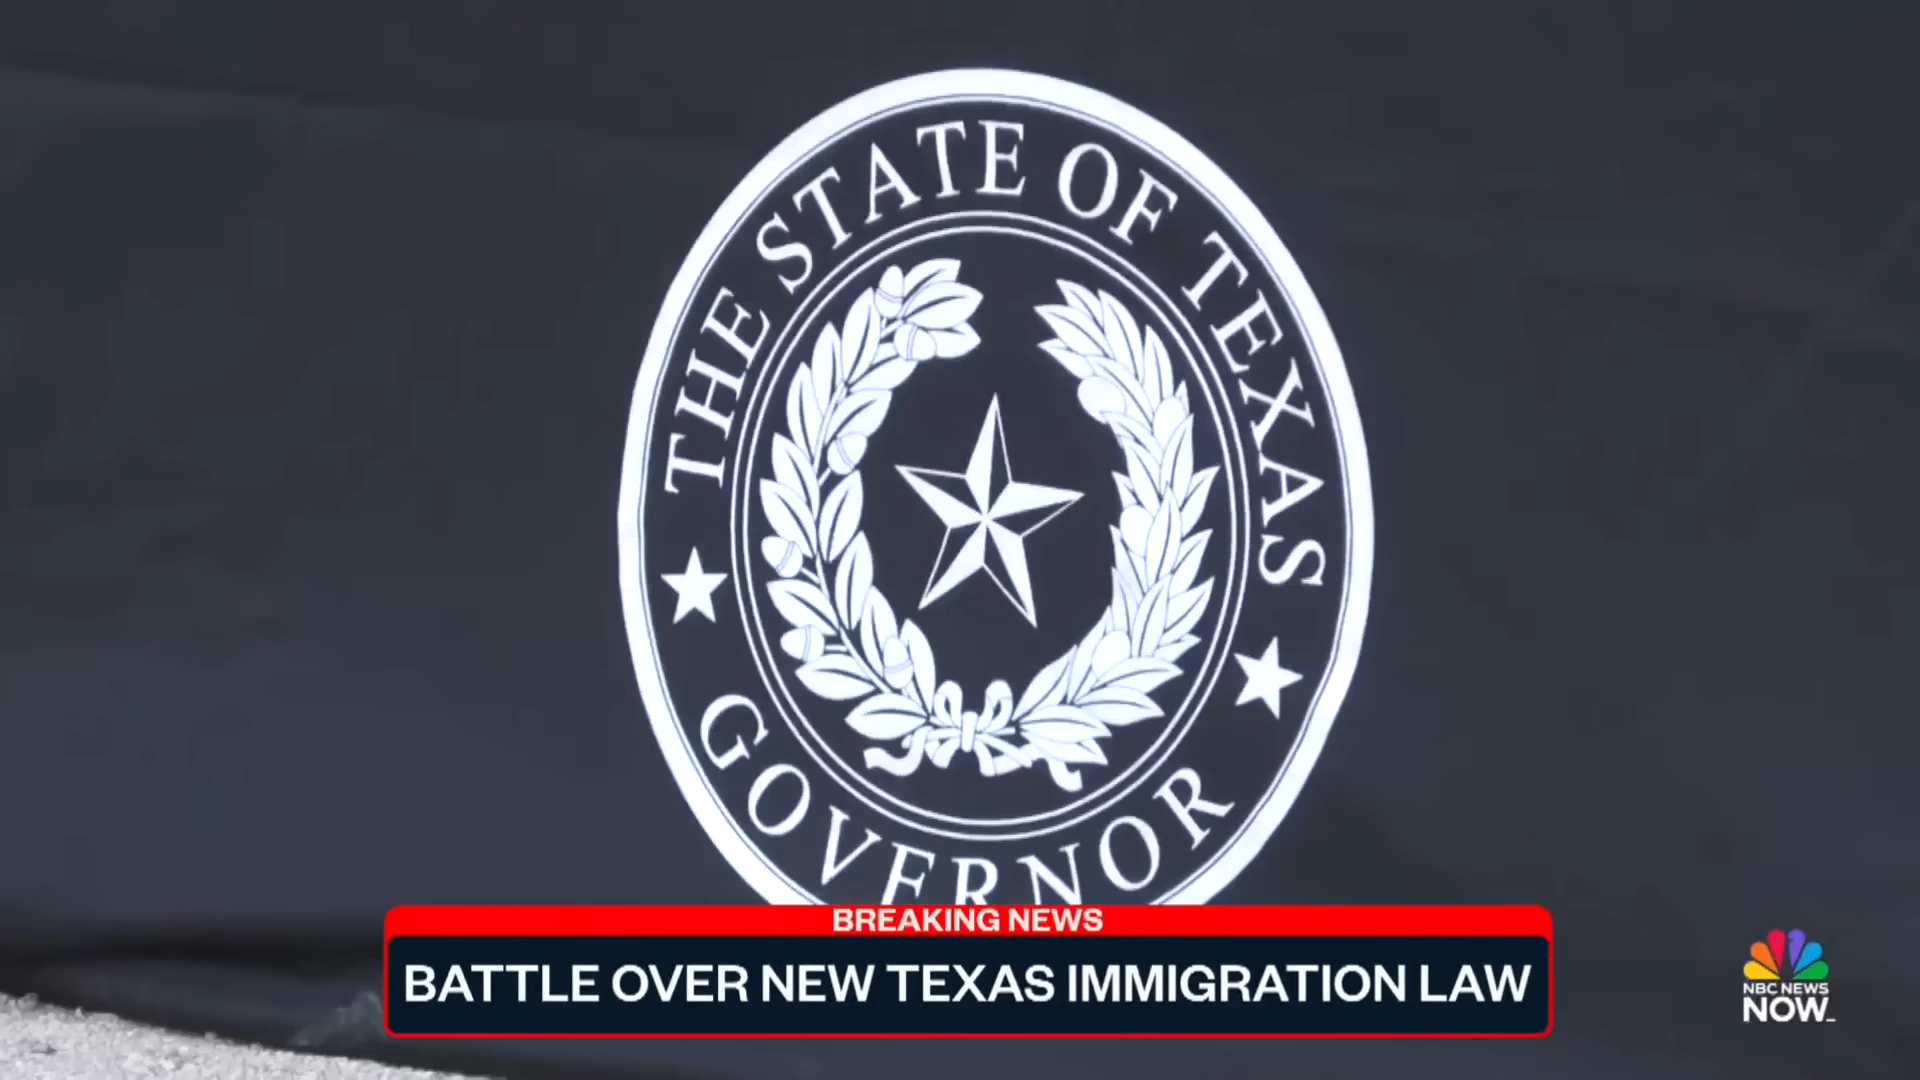 THE STATE OF TEXAS
GOVERNOR
BREAKING NEWS
BATTLE OVER NEW TEXAS IMMIGRATION LAW
NBC NEWS
NOW